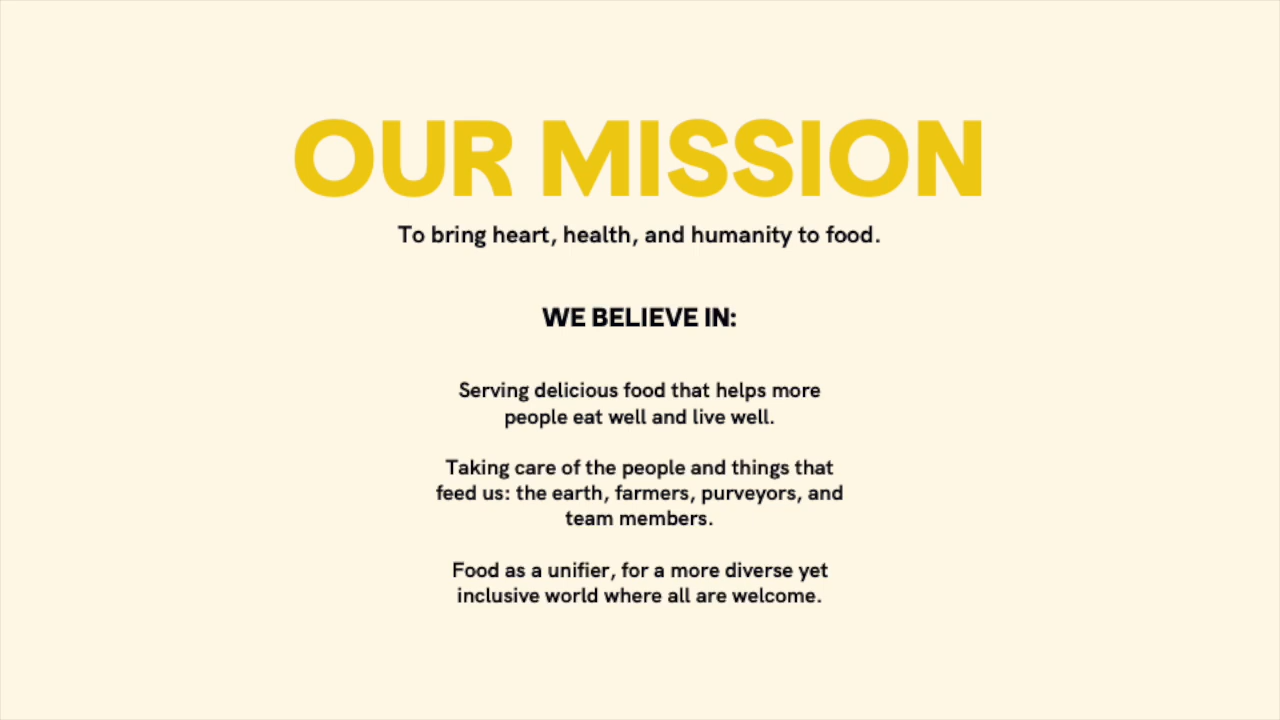 OUR MISSION
To bring heart, health, and humanity to food.
WE BELIEVE IN:
Serving delicious food that helps more
people eat well and live well.
Taking care of the people and things that
feed us: the earth, farmers, purveyors, and
team members.
Food as a unifier, for a more diverse yet
inclusive world where all are welcome.